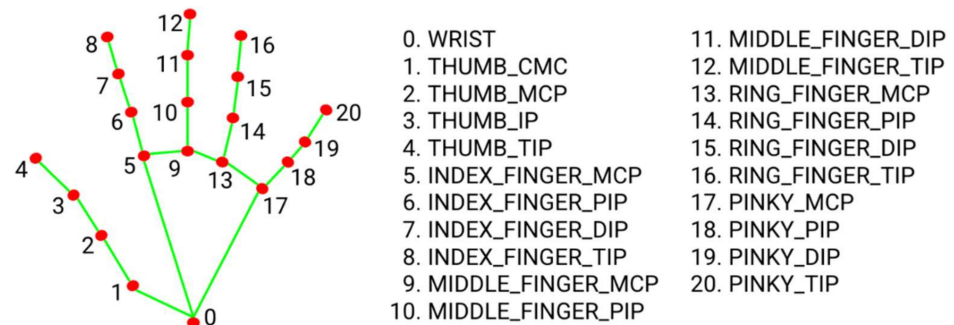 12
8
16
11
7
15
10
6
20
14
4
19
5
9
13
18
3
17
2
1
0
0. WRIST
1. THUMB_CMC
2. THUMB_MCP
3. THUMB_IP
4. THUMB_TIP
5. INDEX_FINGER_MCP
6. INDEX_FINGER_PIP
7. INDEX_FINGER_DIP
8. INDEX_FINGER_TIP
9. MIDDLE_FINGER_MCP
10. MIDDLE_FINGER_PIP
11. MIDDLE_FINGER_DIP
12. MIDDLE_FINGER_TIP
13. RING_FINGER_MCP
14. RING_FINGER_PIP
15. RING_FINGER_DIP
16. RING_FINGER_TIP
17. PINKY_MCP
18. PINKY_PIP
19. PINKY_DIP
20. PINKY_TIP